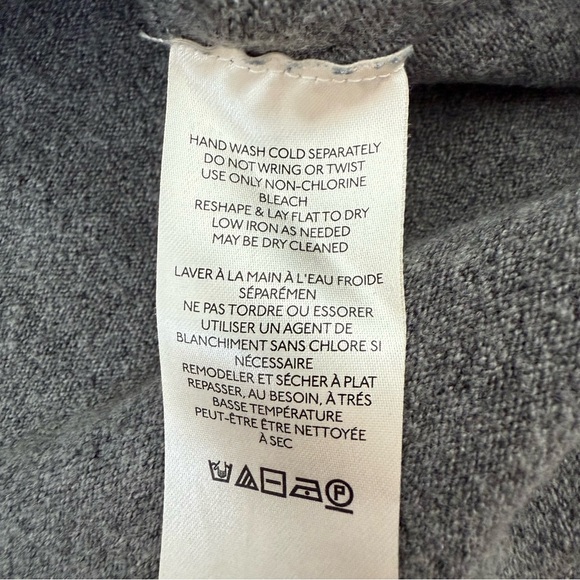 HAND WASH COLD SEPARATELY
DO NOT WRING OR TWIST
USE ONLY NON-CHLORINE
BLEACH
RESHAPE & LAY FLAT TO DRY
LOW IRON AS NEEDED
MAY BE DRY CLEANED
LAVER À LA MAIN À L'EAU FROIDE
SÉPARÉMEN
NE PAS TORDRE OU ESSORER
UTILISER UN AGENT DE
BLANCHIMENT SANS CHLORE SI
NÉCESSAIRE
REMODELER ET SÉCHER À PLAT
REPASSER, AU BESOIN, À TRÉS
BASSE TEMPÉRATURE
PEUT-ÊTRE ÊTRE NETTOYÉE
À SEC
P